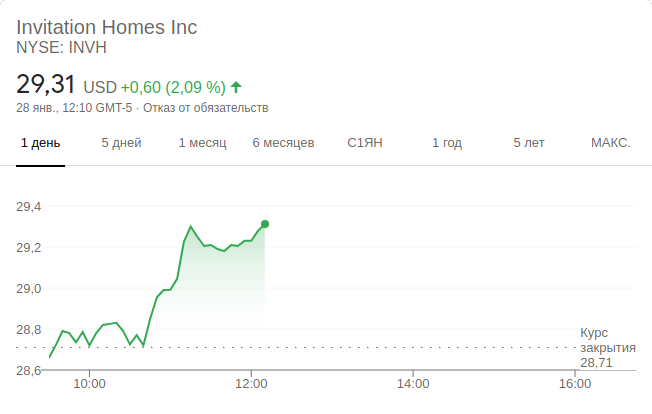 Invitation Homes Inc
NYSE: INVH
29,31 USD +0,60 (2,09 %)
28 янв., 12:10 GMT-5 · Отказ от обязательств
1 день 5 дней 1 месяц 6 месяцев С1ЯН 1 год 5 лет МАКС.
29,4
29,2
29,0
28,8
28,6
Курс
закрытия
28,71
10:00 12:00 14:00 16:00